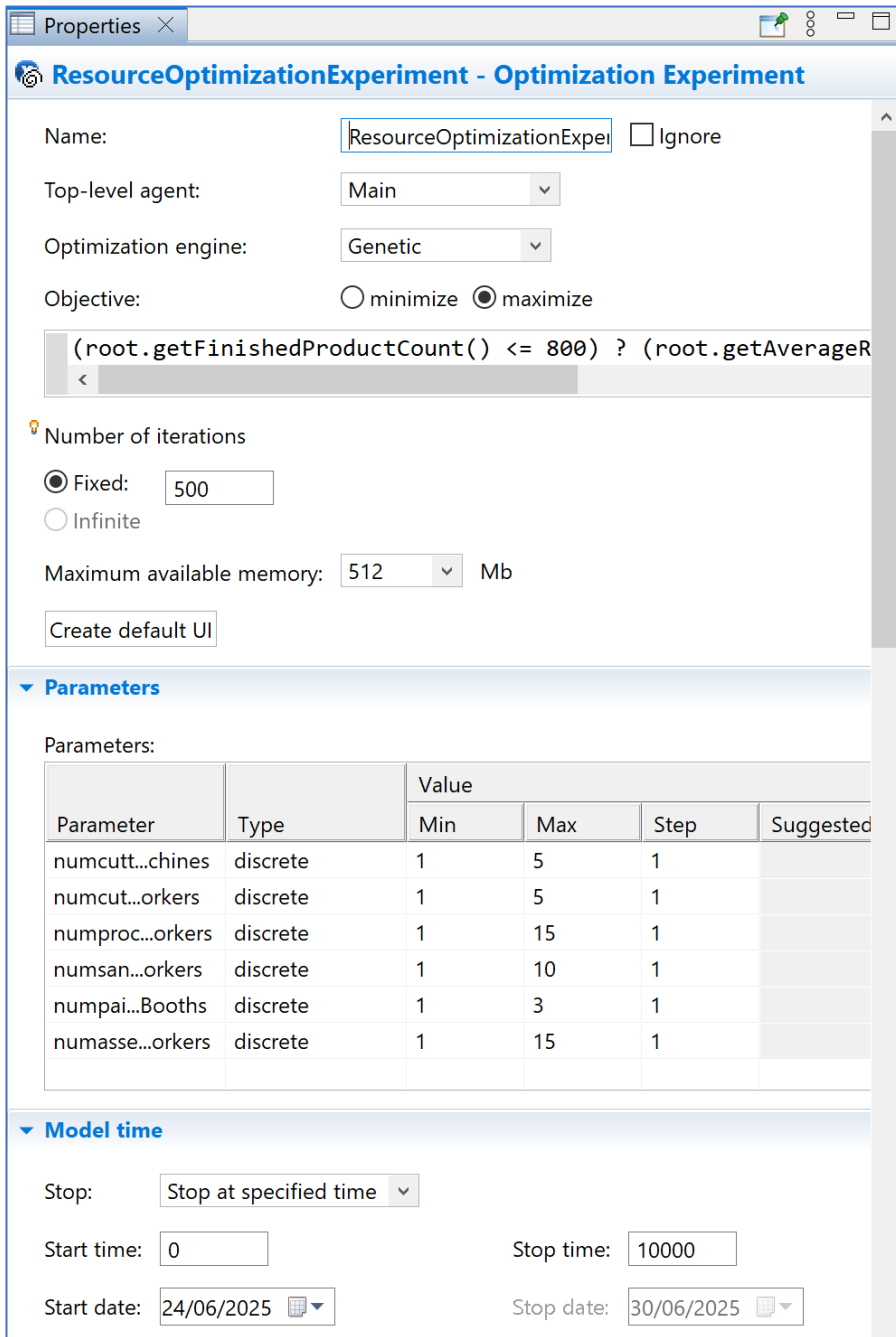 Properties
ResourceOptimizationExperiment - Optimization Experiment
Name: ResourceOptimizationExper Ignore
Top-level agent: Main
Optimization engine: Genetic
Objective: minimize maximize
(root.getFinishedProductCount() <= 800) ? (root.getAverageR
Number of iterations
Fixed: 500
Infinite
Maximum available memory: 512 Mb
Create default UI
Parameters
Parameters:
Value
Parameter Type Min Max Step Suggested
numcutt...chines discrete 1 5 1
numcut...orkers discrete 1 5 1
numproc...orkers discrete 1 15 1
numsan...orkers discrete 1 10 1
numpai...Booths discrete 1 3 1
numasse...orkers discrete 1 15 1
Model time
Stop: Stop at specified time
Start time: 0 Stop time: 10000
Start date: 24/06/2025 Stop date: 30/06/2025